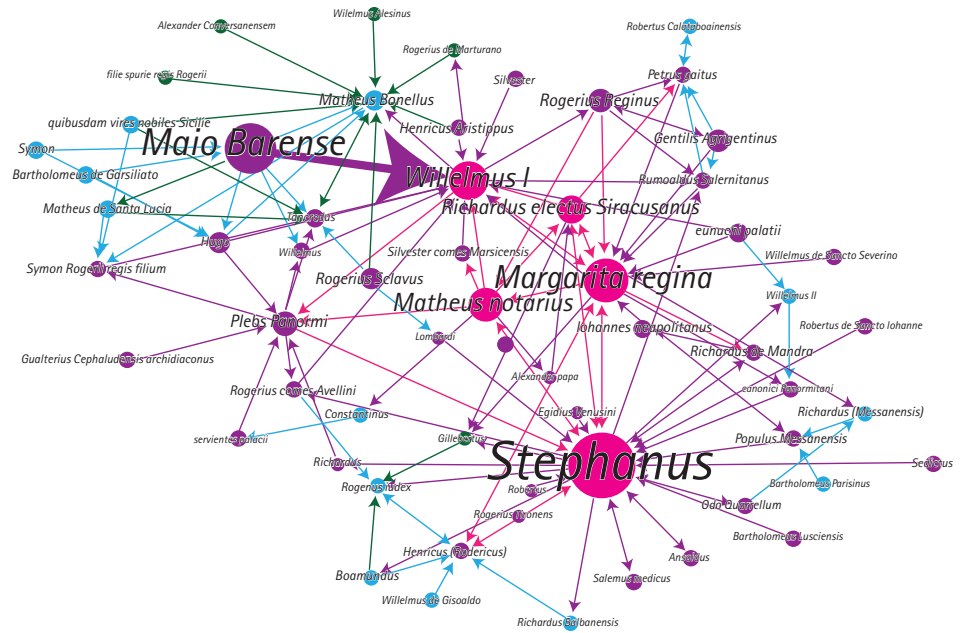 Wilelmus Alesinus
Alexander Conversanensem
Robertus Calataboainensis
Rogerius de Marturano
filie spurie regis Rogerii
Silvester
Petrus gaitus
Matheus Bonellus
Rogerius Reginus
quibusdam vires nobiles Sicilie
Henricus Aristippus
Gentilis Agrigentinus
Maio Barense
Symon
Bartholomeus de Garsiliato
Willelmus I
Rumoaldus Salernitanus
Matheus de Santa Lucia
Richardus electus Siracusanus
Tancredus
eunuchi palatii
Hugo
Willelmus
Silvester comes Marsicensis
Willelmus de Sancto Severino
Symon Rogerii regis filium
Rogerius Sclavus
Margarita regina
Willelmus II
Matheus notarius
Plebs Panormi
Iohannes neapolitanus
Robertus de Sancto Iohanne
Lombardi
Richardus de Mandra
Gualterius Cephaludensis archidiaconus
Alexander papa
Rogerius comes Avellini
canonici Panormitani
Constantinus
Egidius Venusini
Richardus (Messanensis)
servientes palacii
Gillebertus
Populus Messanensis
Richardus
Stephanus
Sedictus
Rogerius iudex
Robertus
Bartholomeus Parisinus
Odo Quarrellum
Rogerius Tironens
Bartholomeus Lusciensis
Henricus (Rodericus)
Ansaldus
Boamundus
Salernus medicus
Willelmus de Gisoaldo
Richardus Balbanensis